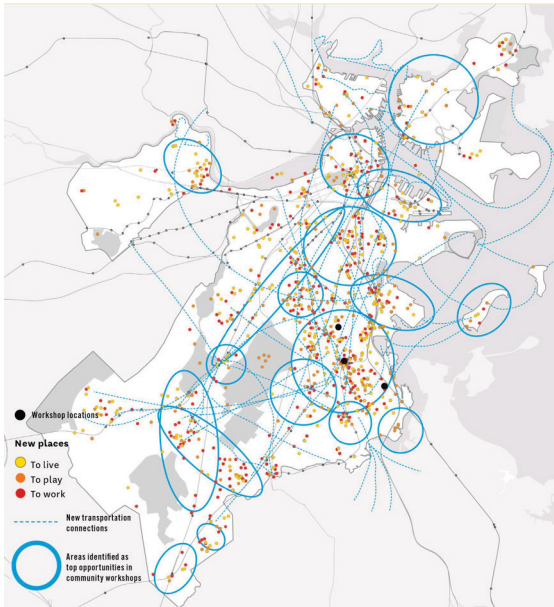 Workshop locations
New places
To live
To play
To work
New transportation
connections
Areas identified as
top opportunities in
community workshops